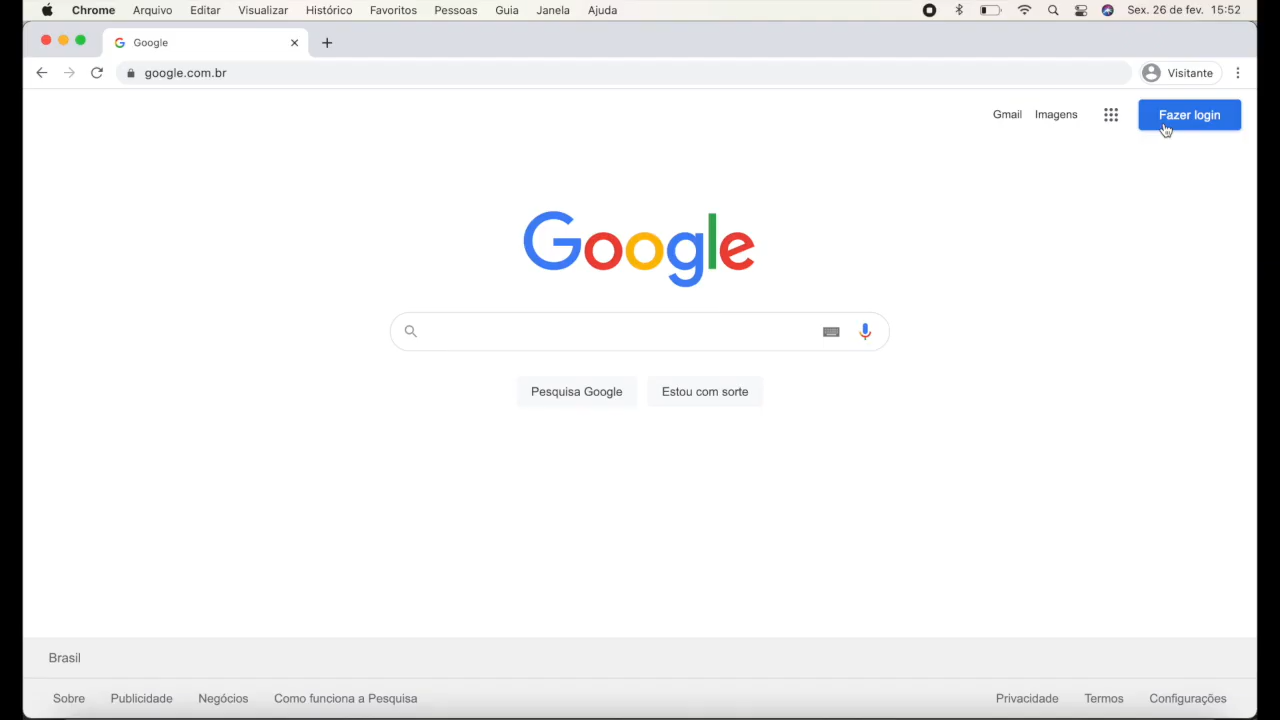 Chrome Arquivo Editar Visualizar Histórico Favoritos Pessoas Guia Janela Ajuda Sex. 26 de fev. 15:52
Google
google.com.br Visitante
Gmail Imagens Fazer login
Google
Pesquisa Google Estou com sorte
Brasil
Sobre Publicidade Negócios Como funciona a Pesquisa Privacidade Termos Configurações